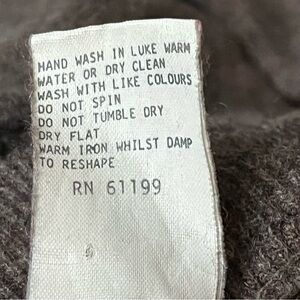 HAND WASH IN LUKE WARM
WATER OR DRY CLEAN
WASH WITH LIKE COLOURS
DO NOT SPIN
DO NOT TUMBLE DRY
DRY FLAT
WARM IRON WHILST DAMP
TO RESHAPE
RN 61199